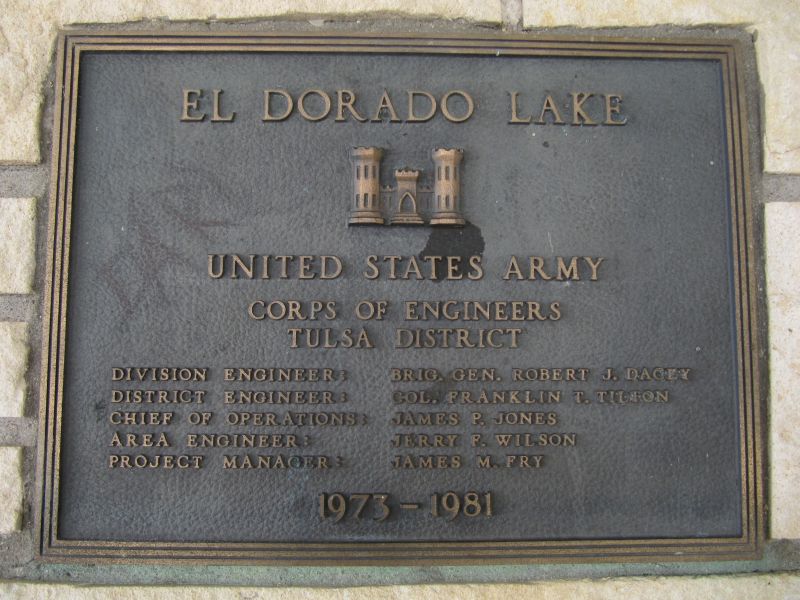 EL DORADO LAKE
UNITED STATES ARMY
CORPS OF ENGINEERS
TULSA DISTRICT
DIVISION ENGINEER: BRIG. GEN. ROBERT J. DACEY
DISTRICT ENGINEER: COL. FRANKLIN T. TILTON
CHIEF OF OPERATIONS: JAMES P. JONES
AREA ENGINEER: JERRY F. WILSON
PROJECT MANAGER: JAMES M. FRY
1973 – 1981